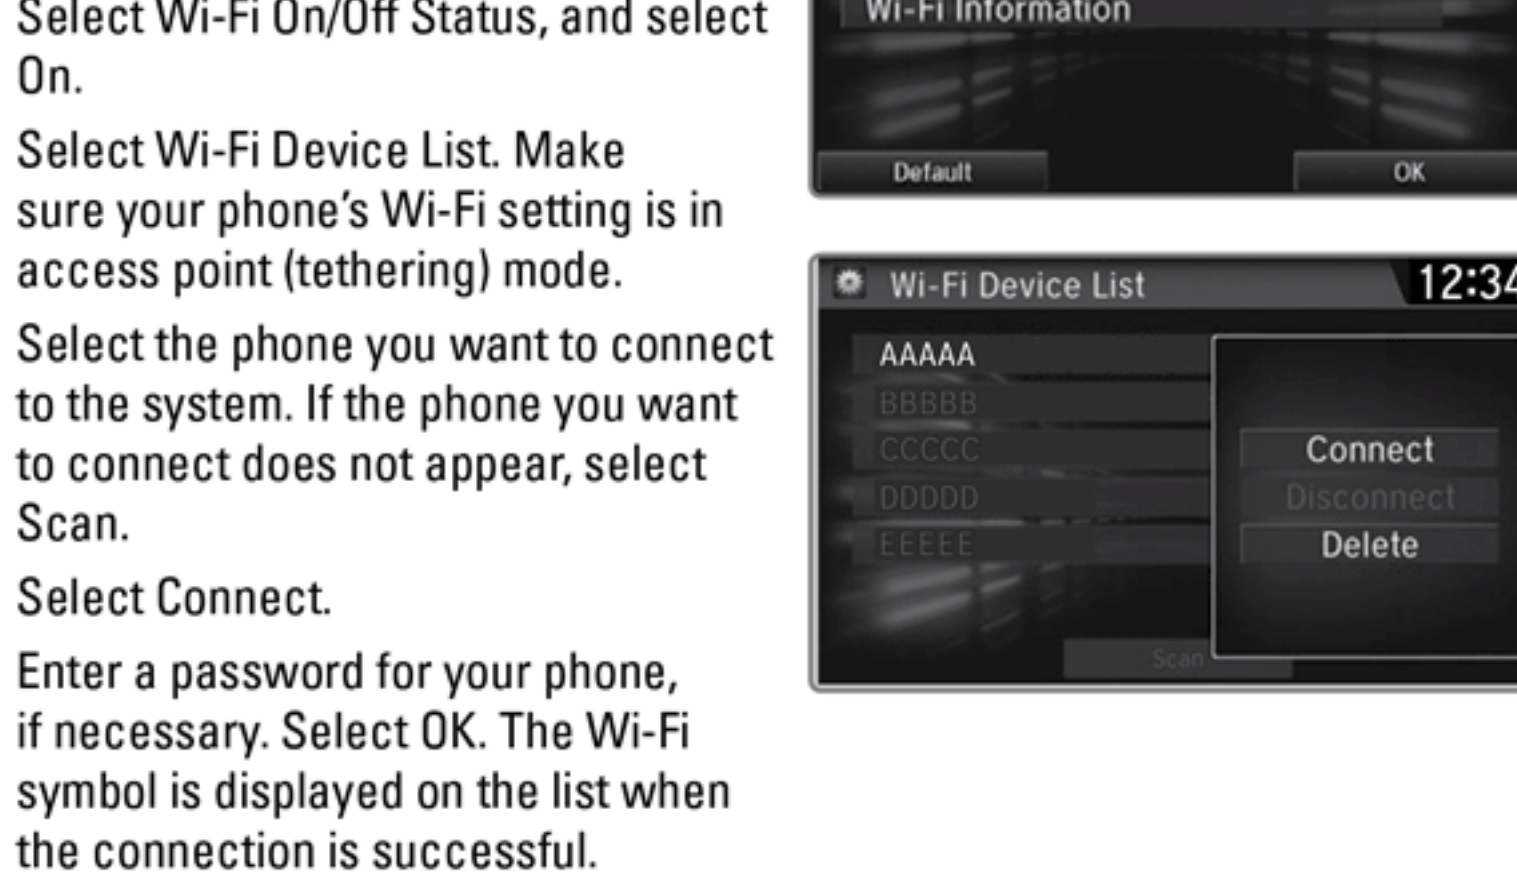 Select Wi-Fi On/Off Status, and select
On.
Select Wi-Fi Device List. Make
sure your phone's Wi-Fi setting is in
access point (tethering) mode.
Select the phone you want to connect
to the system. If the phone you want
to connect does not appear, select
Scan.
Select Connect.
Enter a password for your phone,
if necessary. Select OK. The Wi-Fi
symbol is displayed on the list when
the connection is successful.
Wi-Fi Information
Default
OK
Wi-Fi Device List
12:34
AAAAA
BBBBB
CCCCC
DDDDD
EEEEE
Connect
Disconnect
Delete
Scan